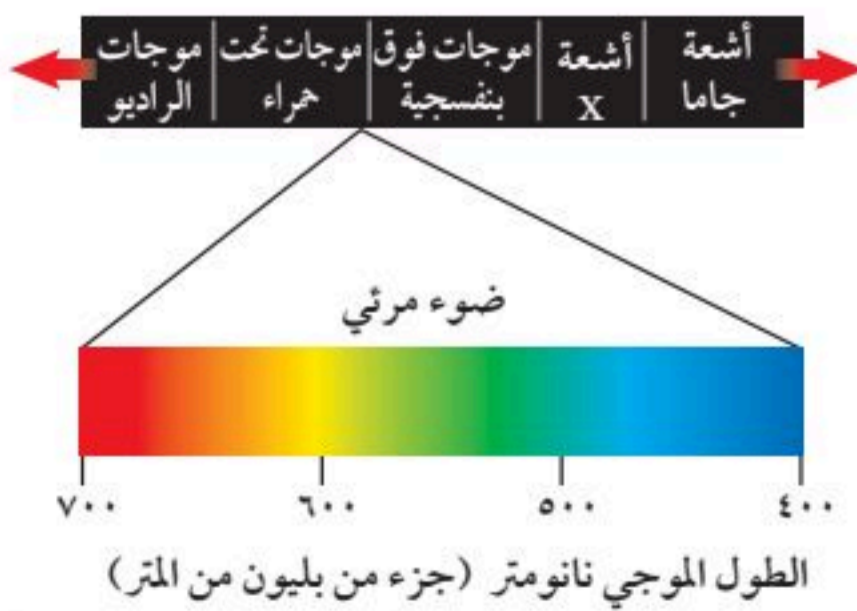 أشعة جاما
أشعة X
موجات فوق بنفسجية
موجات تحت حمراء
موجات الراديو
ضوء مرئي
٧٠٠ ٦٠٠ ٥٠٠ ٤٠٠
الطول الموجي نانومتر (جزء من بليون من المتر)